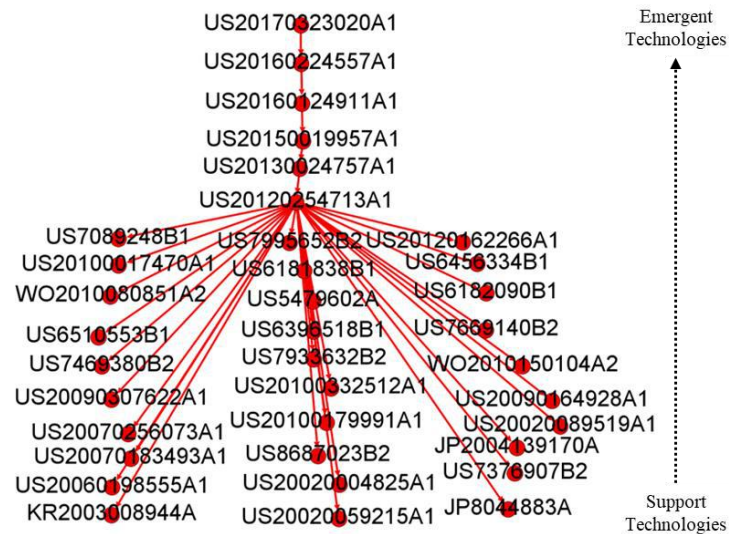 US20170323020A1
US20160224557A1
US20160124911A1
US20150019957A1
US20130024757A1
US20120254713A1
US7089248B1
US20100017470A1
WO2010080851A2
US6510553B1
US7469380B2
US20090307622A1
US20070256073A1
US20070183493A1
US20060198555A1
KR2003008944A
US7995652B2
US6181838B1
US5479602A
US6396518B1
US7933632B2
US20100332512A1
US20100179991A1
US8687023B2
US20020004825A1
US20020059215A1
US20120162266A1
US6456334B1
US6182090B1
US7669140B2
WO2010150104A2
US20090164928A1
US20020089519A1
JP2004139170A
US7376907B2
JP8044883A
Emergent
Technologies
Support
Technologies